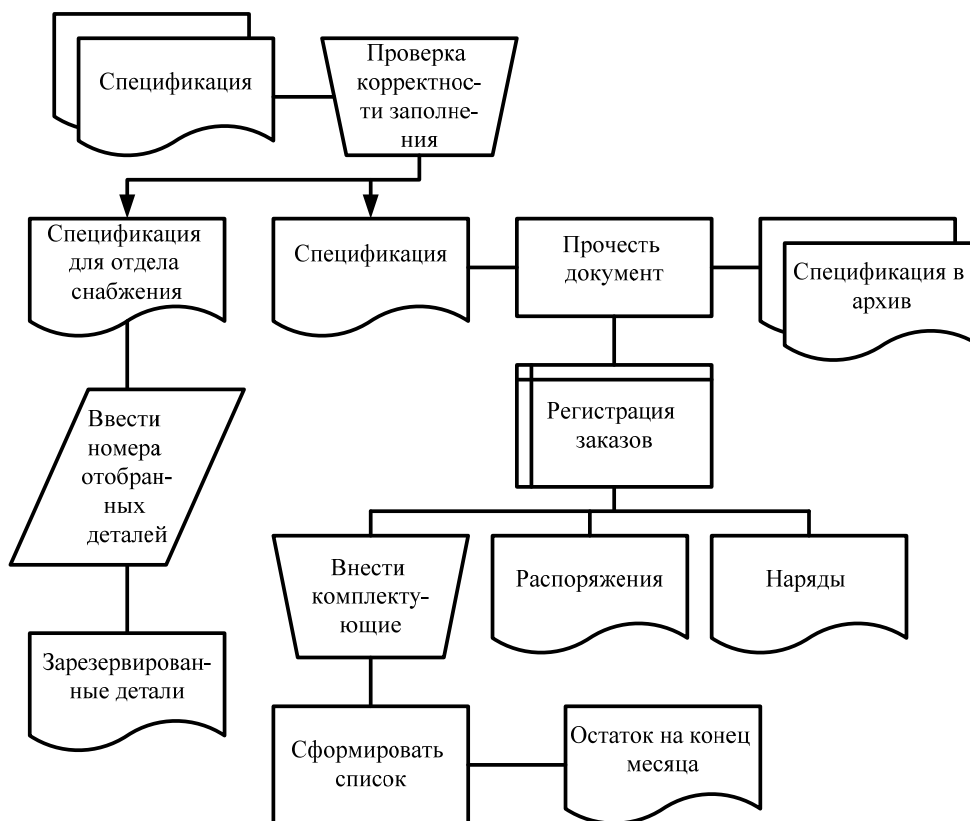 Спецификация
Проверка
корректнос-
ти заполне-
ния
Спецификация
для отдела
снабжения
Спецификация
Прочесть
документ
Спецификация в
архив
Ввести
номера
отобран-
ных
деталей
Регистрация
заказов
Внести
комплекту-
ющие
Распоряжения
Наряды
Зарезервирован-
ные детали
Сформировать
список
Остаток на конец
месяца